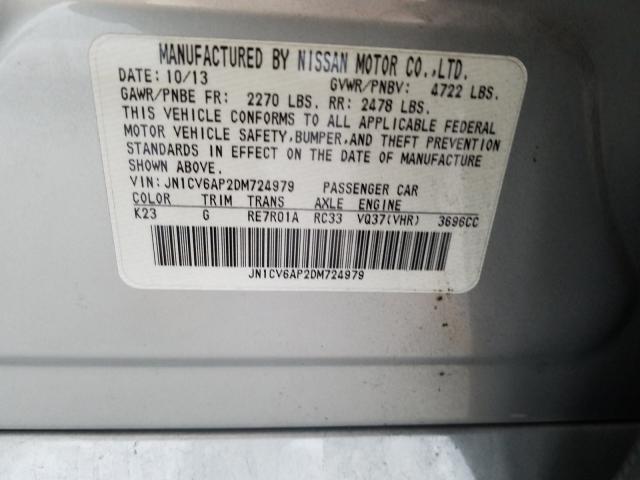 MANUFACTURED BY NISSAN MOTOR CO.,LTD.
DATE: 10/13 GVWR/PNBV: 4722 LBS.
GAWR/PNBE FR: 2270 LBS. RR: 2478 LBS.
THIS VEHICLE CONFORMS TO ALL APPLICABLE FEDERAL
MOTOR VEHICLE SAFETY,BUMPER,AND THEFT PREVENTION
STANDARDS IN EFFECT ON THE DATE OF MANUFACTURE
SHOWN ABOVE.
VIN: JN1CV6AP2DM724979 PASSENGER CAR
COLOR TRIM TRANS AXLE ENGINE
K23 G RE7R01A RC33 VQ37(VHR) 3696CC
JN1CV6AP2DM724979